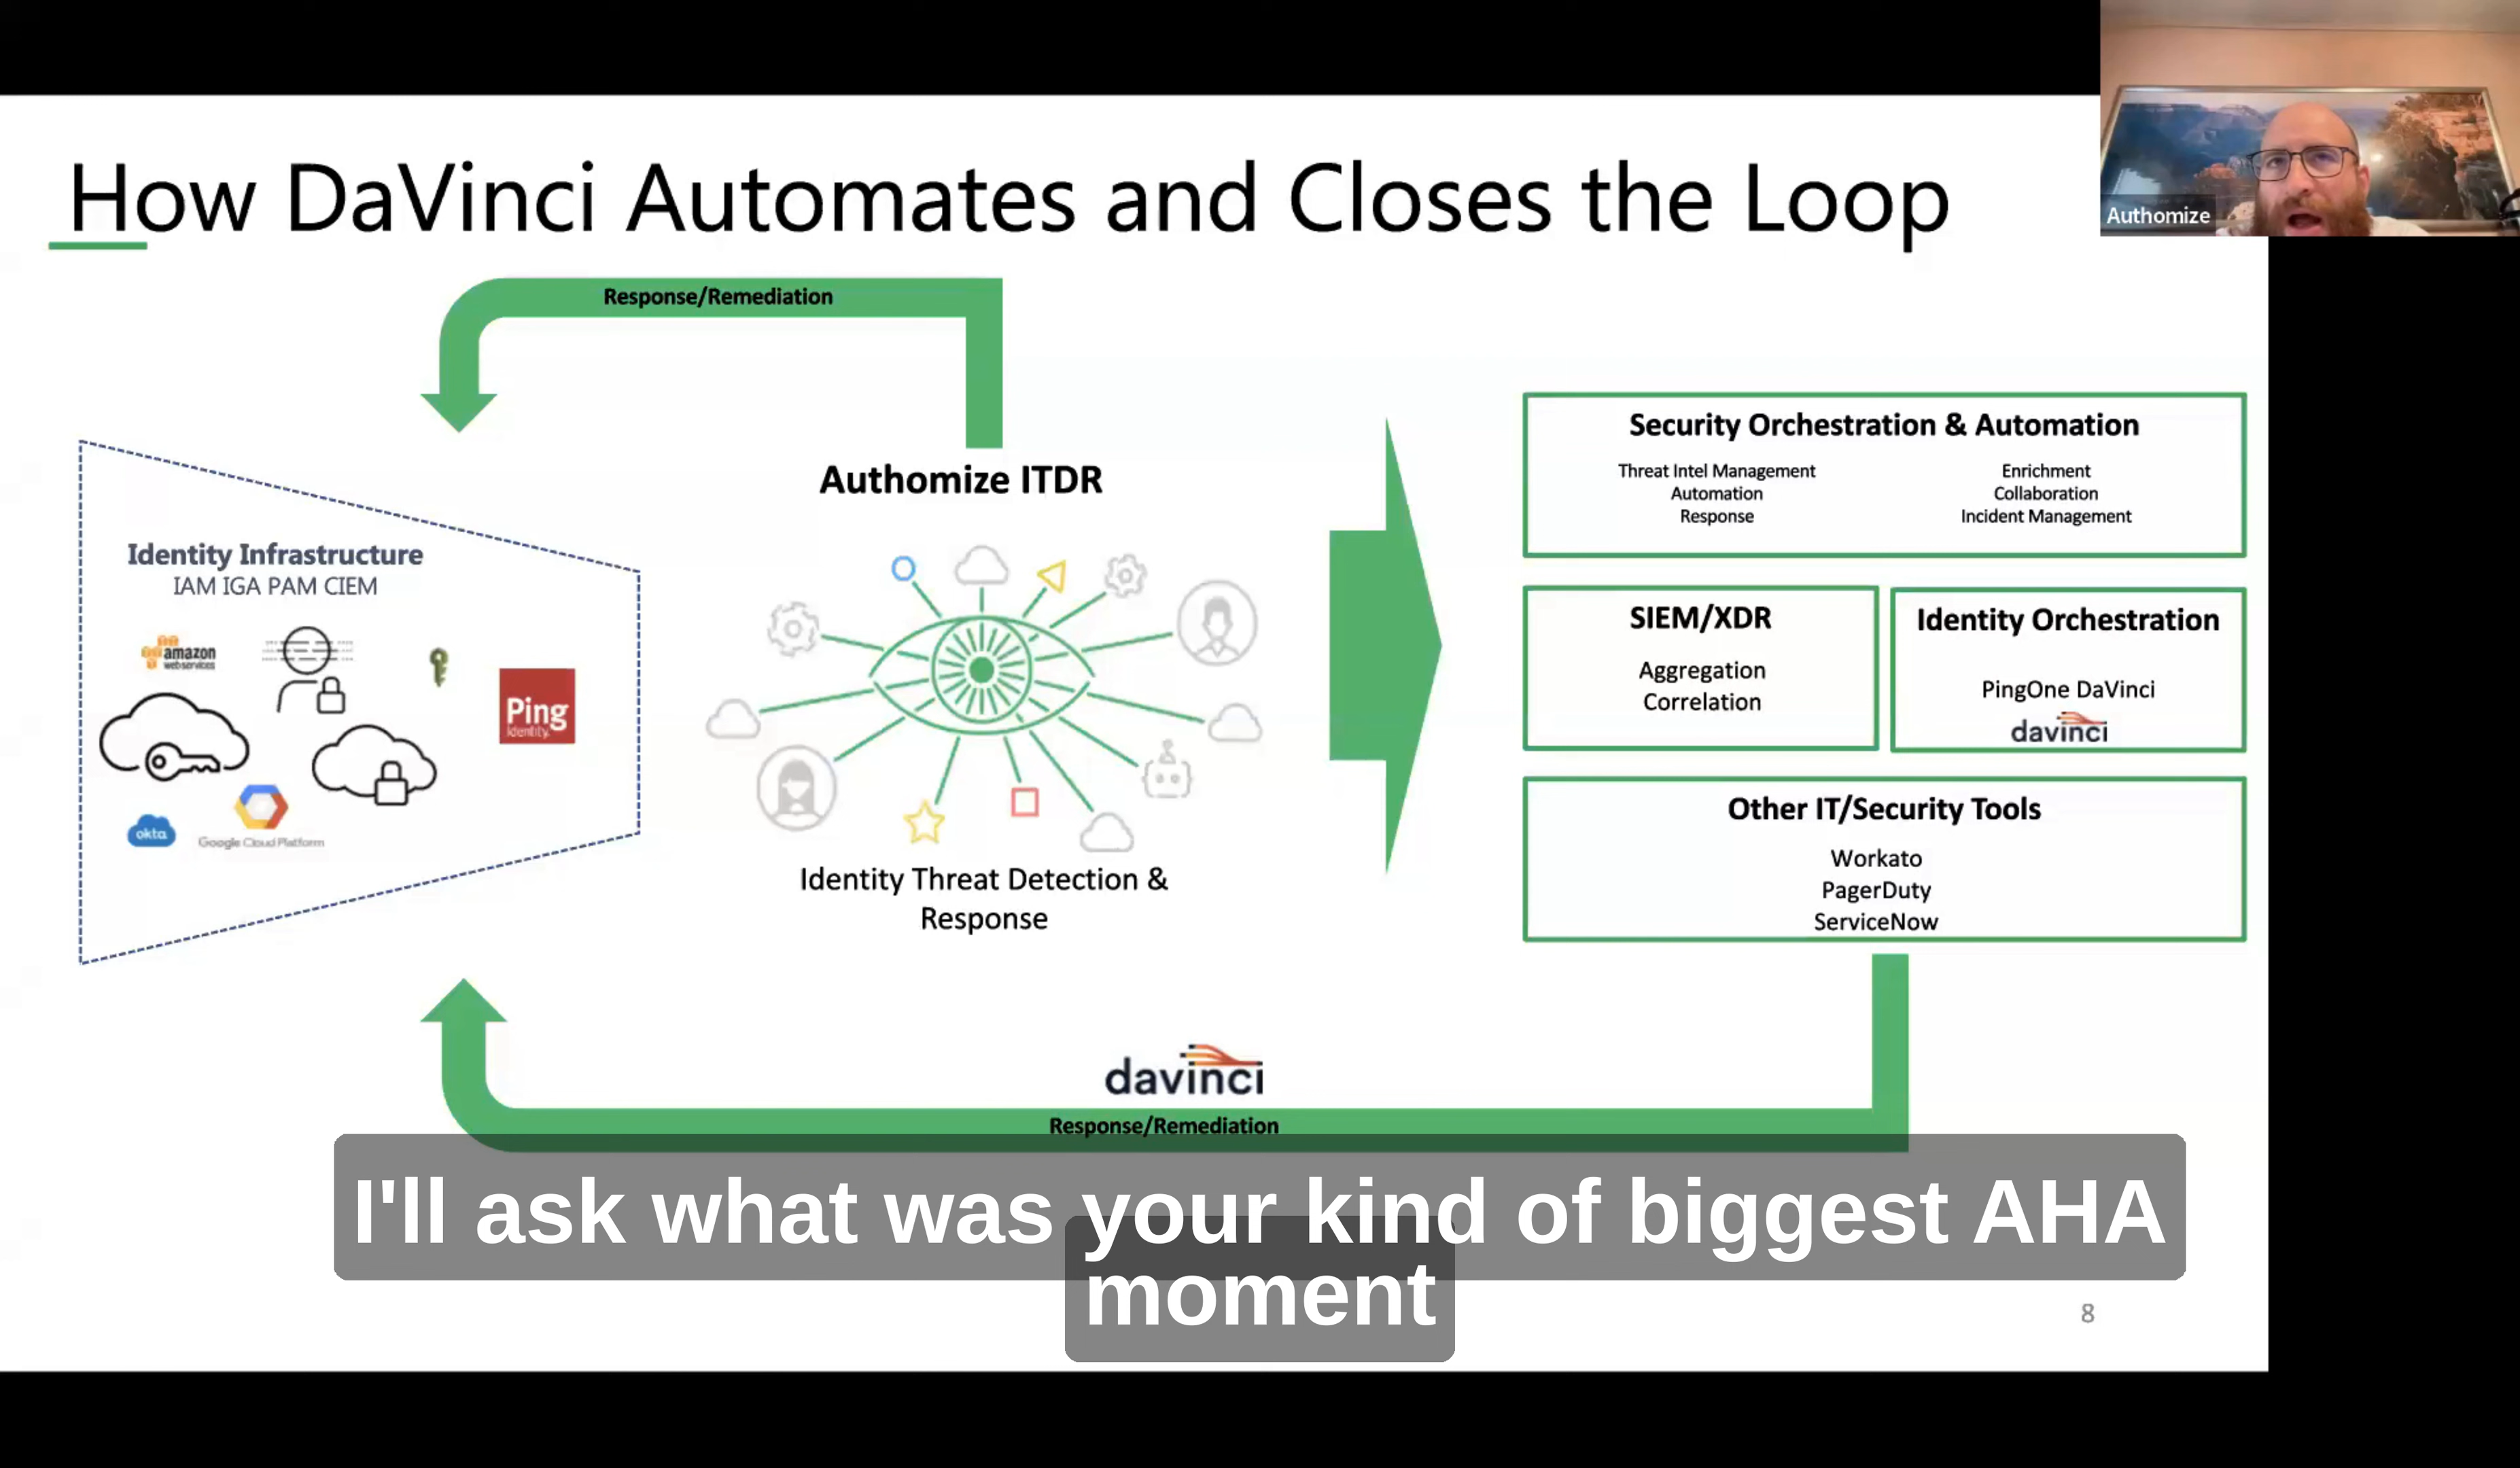 How DaVinci Automates and Closes the Loop
Authomize
Response/Remediation
Authomize ITDR
Identity Infrastructure
IAM IGA PAM CIEM
amazon
webservices
Ping
Identity.
okta
Google Cloud Platform
Identity Threat Detection &
Response
Security Orchestration & Automation
Threat Intel Management
Automation
Response
Enrichment
Collaboration
Incident Management
SIEM/XDR
Aggregation
Correlation
Identity Orchestration
PingOne DaVinci
davinci
Other IT/Security Tools
Workato
PagerDuty
ServiceNow
davinci
Response/Remediation
I'll ask what was your kind of biggest AHA
moment
8